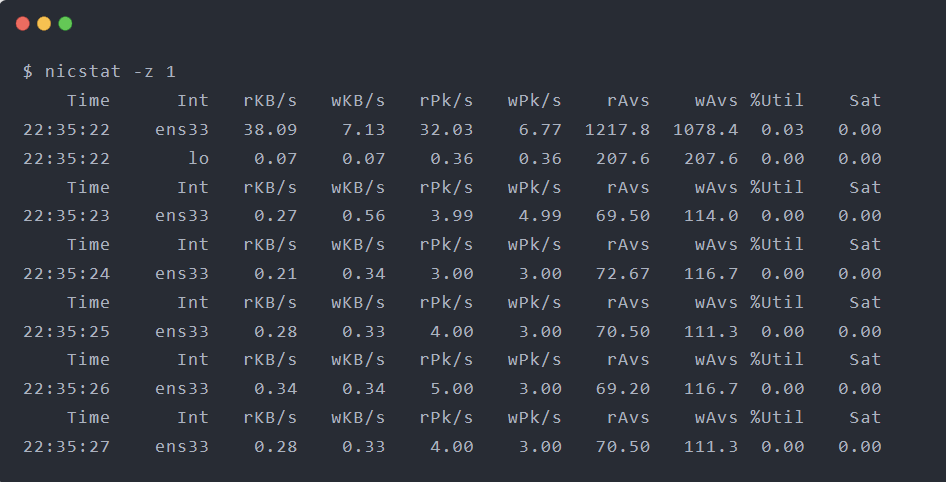 $ nicstat -z 1
    Time      Int   rKB/s   wKB/s   rPk/s   wPk/s    rAvs    wAvs %Util    Sat
22:35:22    ens33   38.09    7.13   32.03    6.77  1217.8  1078.4  0.03   0.00
22:35:22       lo    0.07    0.07    0.36    0.36   207.6   207.6  0.00   0.00
    Time      Int   rKB/s   wKB/s   rPk/s   wPk/s    rAvs    wAvs %Util    Sat
22:35:23    ens33    0.27    0.56    3.99    4.99   69.50   114.0  0.00   0.00
    Time      Int   rKB/s   wKB/s   rPk/s   wPk/s    rAvs    wAvs %Util    Sat
22:35:24    ens33    0.21    0.34    3.00    3.00   72.67   116.7  0.00   0.00
    Time      Int   rKB/s   wKB/s   rPk/s   wPk/s    rAvs    wAvs %Util    Sat
22:35:25    ens33    0.28    0.33    4.00    3.00   70.50   111.3  0.00   0.00
    Time      Int   rKB/s   wKB/s   rPk/s   wPk/s    rAvs    wAvs %Util    Sat
22:35:26    ens33    0.34    0.34    5.00    3.00   69.20   116.7  0.00   0.00
    Time      Int   rKB/s   wKB/s   rPk/s   wPk/s    rAvs    wAvs %Util    Sat
22:35:27    ens33    0.28    0.33    4.00    3.00   70.50   111.3  0.00   0.00